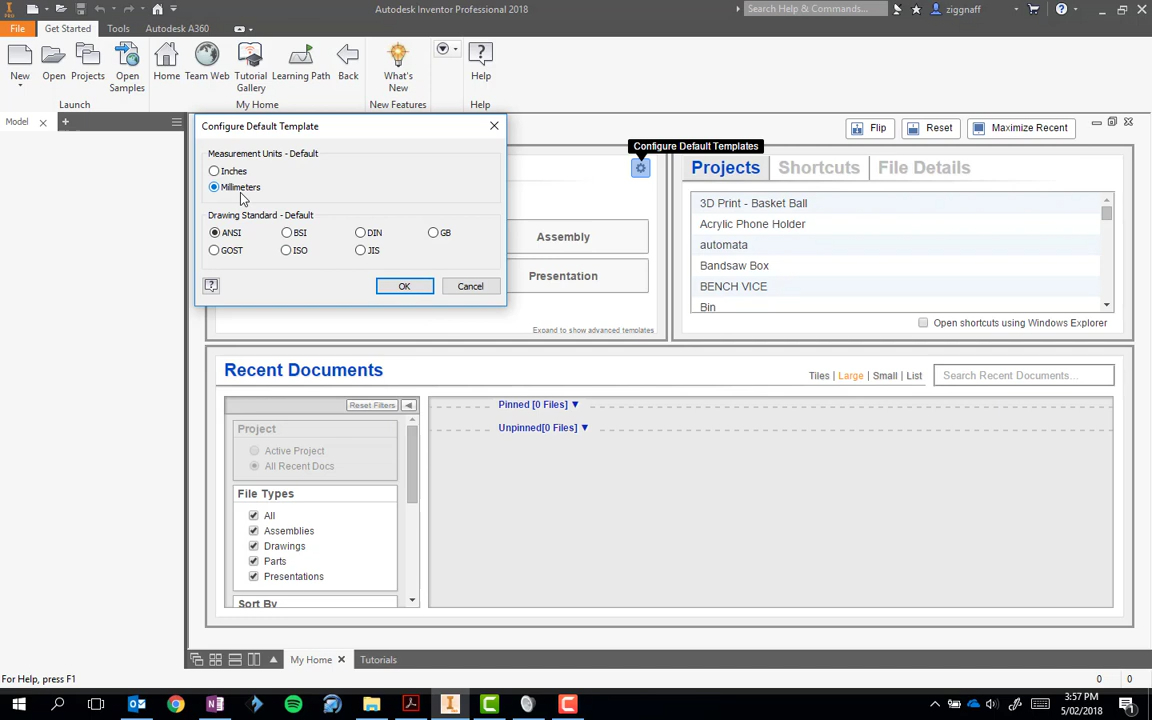 PRO
Autodesk Inventor Professional 2018
Search Help & Commands...
ziggnaff
File
Get Started
Tools
Autodesk A360
New
Open
Projects
Open Samples
Home
Team Web
Tutorial Gallery
Learning Path
Back
What's New
Help
Launch
My Home
New Features
Help
Model
Configure Default Template
Measurement Units - Default
Inches
Millimeters
Drawing Standard - Default
ANSI
BSI
DIN
GB
GOST
ISO
JIS
OK
Cancel
Configure Default Templates
Flip
Reset
Maximize Recent
Assembly
Presentation
Expand to show advanced templates
Projects
Shortcuts
File Details
3D Print - Basket Ball
Acrylic Phone Holder
automata
Bandsaw Box
BENCH VICE
Bin
Open shortcuts using Windows Explorer
Recent Documents
Tiles | Large | Small | List
Search Recent Documents...
Reset Filters
Project
Active Project
All Recent Docs
File Types
All
Assemblies
Drawings
Parts
Presentations
Sort By
Pinned [0 Files]
Unpinned[0 Files]
My Home
Tutorials
For Help, press F1
0
0
3:57 PM
5/02/2018